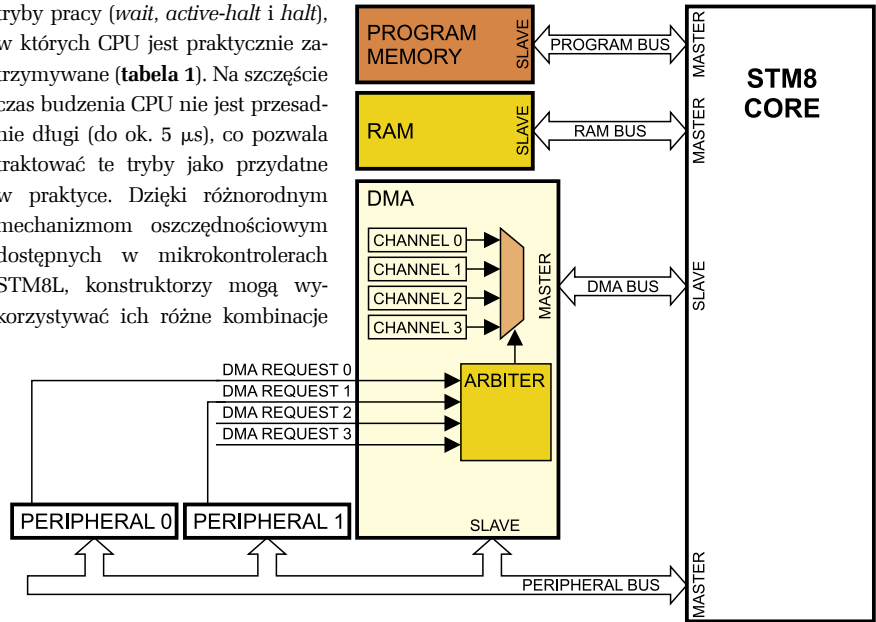 tryby pracy (wait, active-halt i halt),
w których CPU jest praktycznie za-
trzymywane (tabela 1). Na szczęście
czas budzenia CPU nie jest przesad-
nie długi (do ok. 5 μs), co pozwala
traktować te tryby jako przydatne
w praktyce. Dzięki różnorodnym
mechanizmom oszczędnościowym
dostępnych w mikrokontrolerach
STM8L, konstruktorzy mogą wy-
korzystywać ich różne kombinacje
PROGRAM
MEMORY
SLAVE
PROGRAM BUS
MASTER
STM8
CORE
RAM
SLAVE
RAM BUS
MASTER
DMA
CHANNEL 0
CHANNEL 1
CHANNEL 2
CHANNEL 3
MASTER
DMA BUS
SLAVE
DMA REQUEST 0
DMA REQUEST 1
DMA REQUEST 2
DMA REQUEST 3
ARBITER
PERIPHERAL 0
PERIPHERAL 1
SLAVE
PERIPHERAL BUS
MASTER